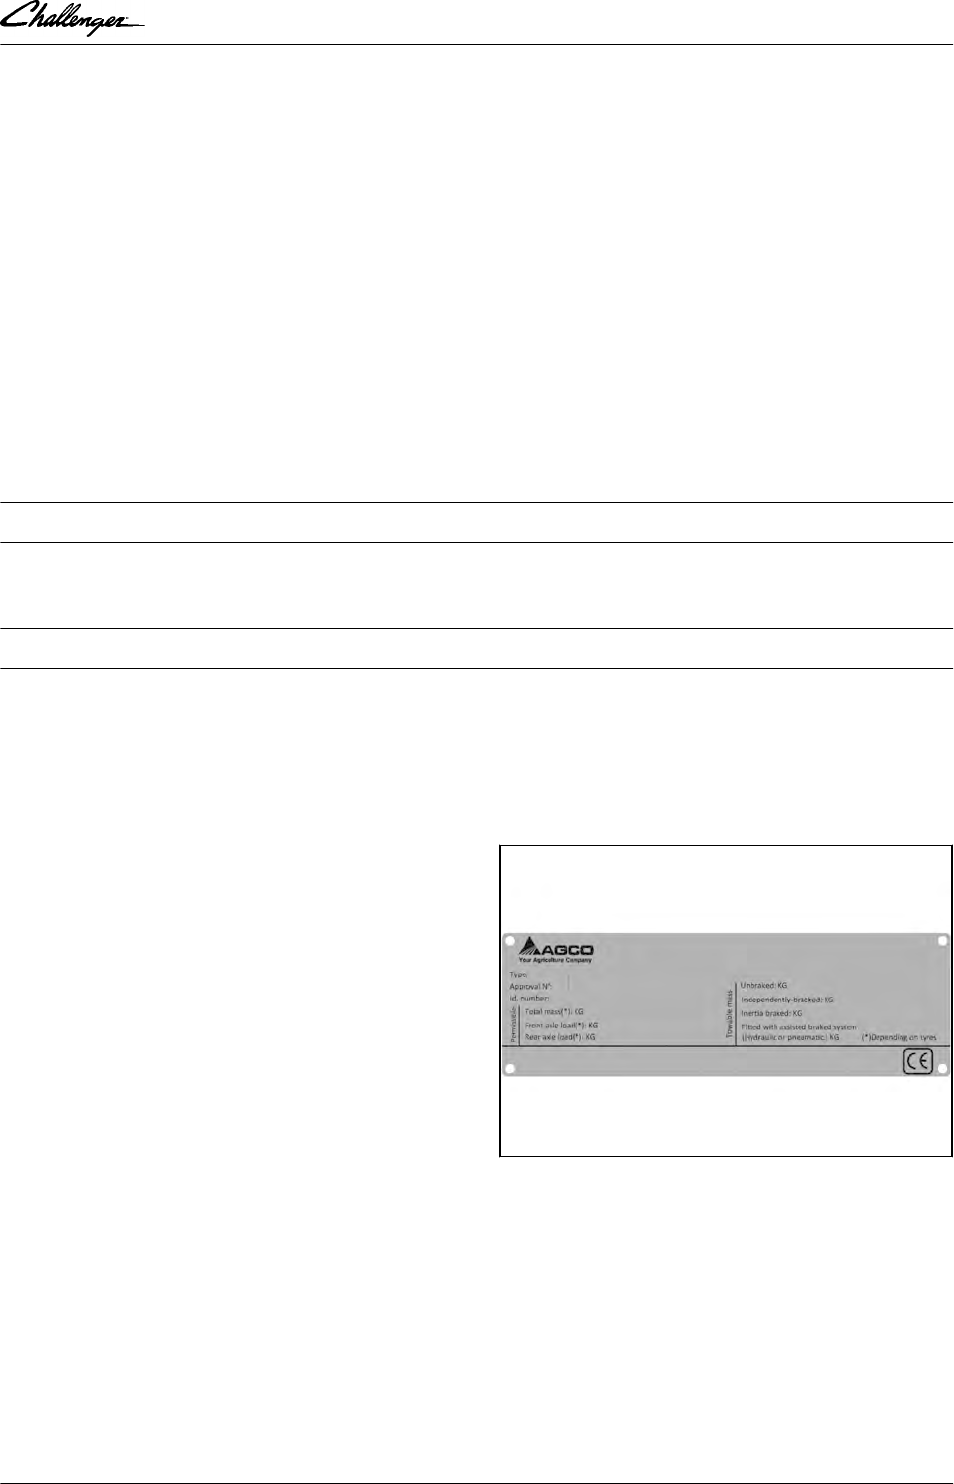 Challenger
AGCO
Your Agriculture Company
Type:
Approval N°:
Id. number:
Permissible
Total mass(*): KG
Front axle load(*): KG
Rear axle load(*): KG
Towable mass
Unbraked: KG
Independently-bracked: KG
Inertia braked: KG
Fitted with assisted braked system
(Hydraulic or pneumatic) KG (*)Depending on tyres
CE